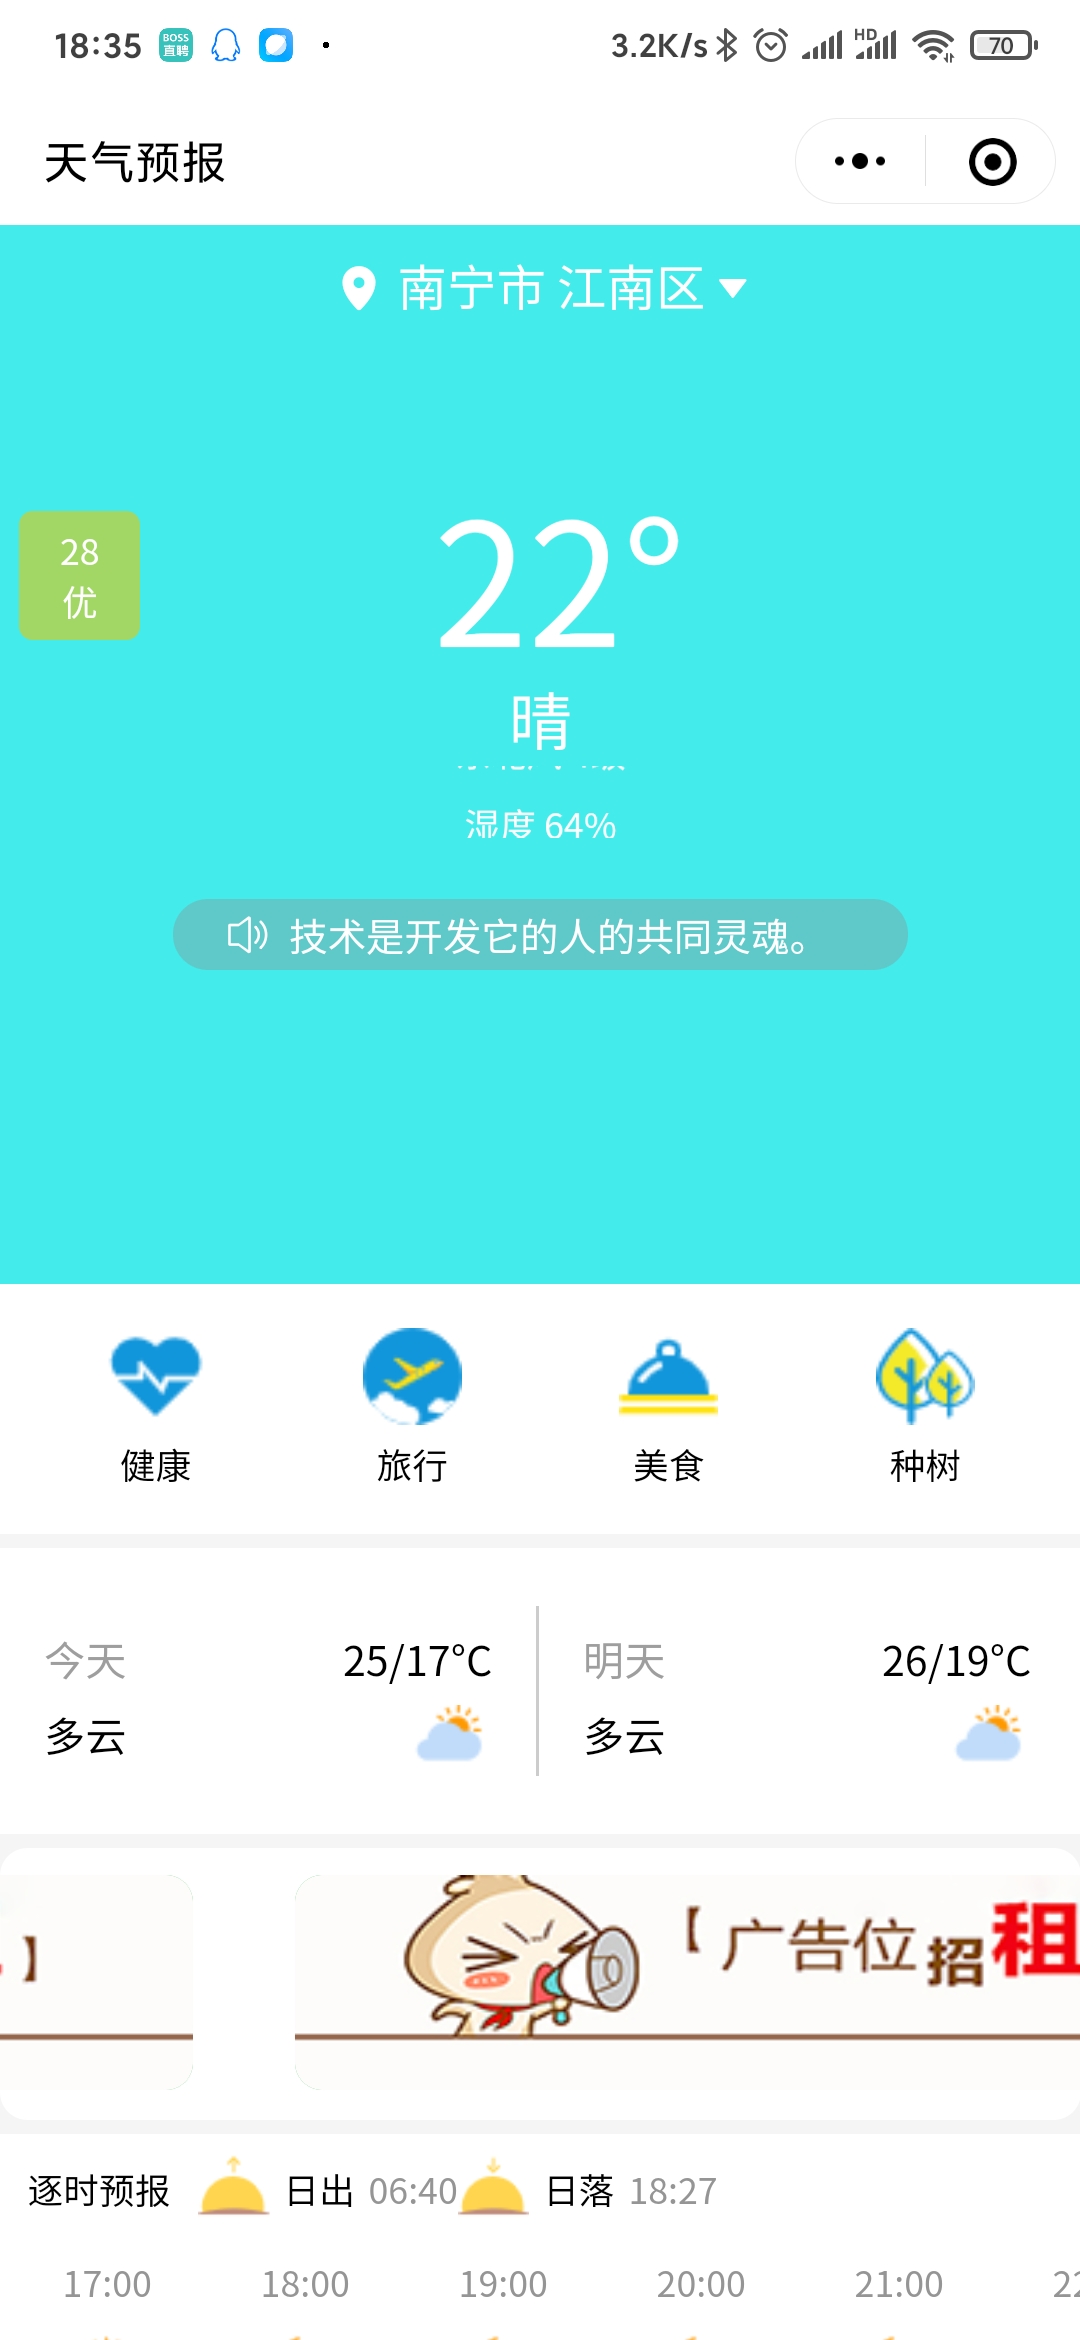 18:35 BOSS直聘 3.2K/s HD 70
天气预报
南宁市 江南区
28
优
22°
晴
湿度 64%
技术是开发它的人的共同灵魂。
健康 旅行 美食 种树
今天 25/17°C 明天 26/19°C
多云 多云
】 【广告位招租
逐时预报 日出 06:40 日落 18:27
17:00 18:00 19:00 20:00 21:00